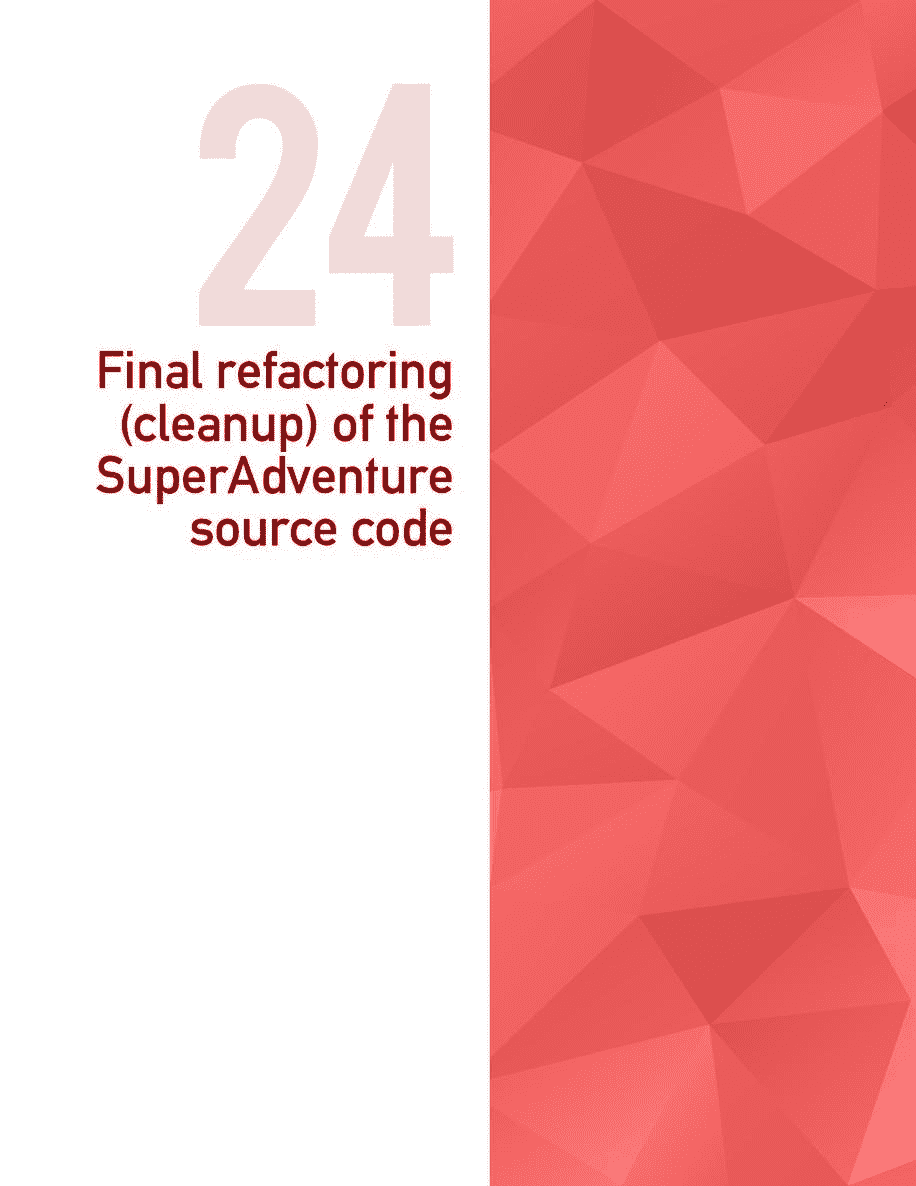 24
Final refactoring
(cleanup) of the
SuperAdventure
source code